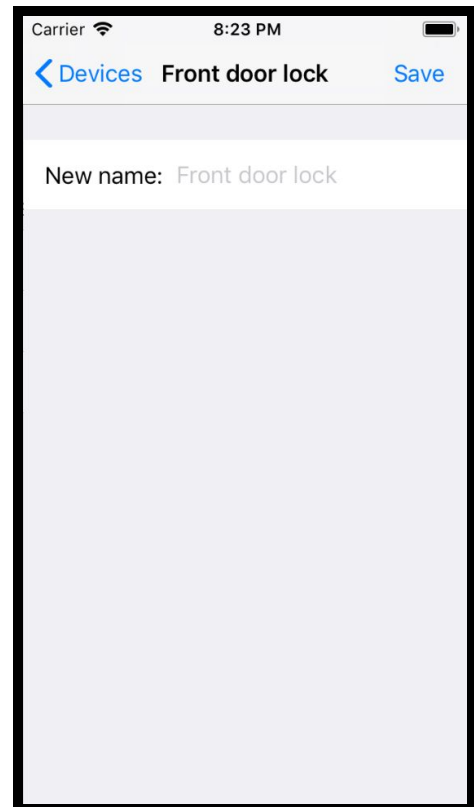 Carrier 8:23 PM
Devices Front door lock Save
New name: Front door lock